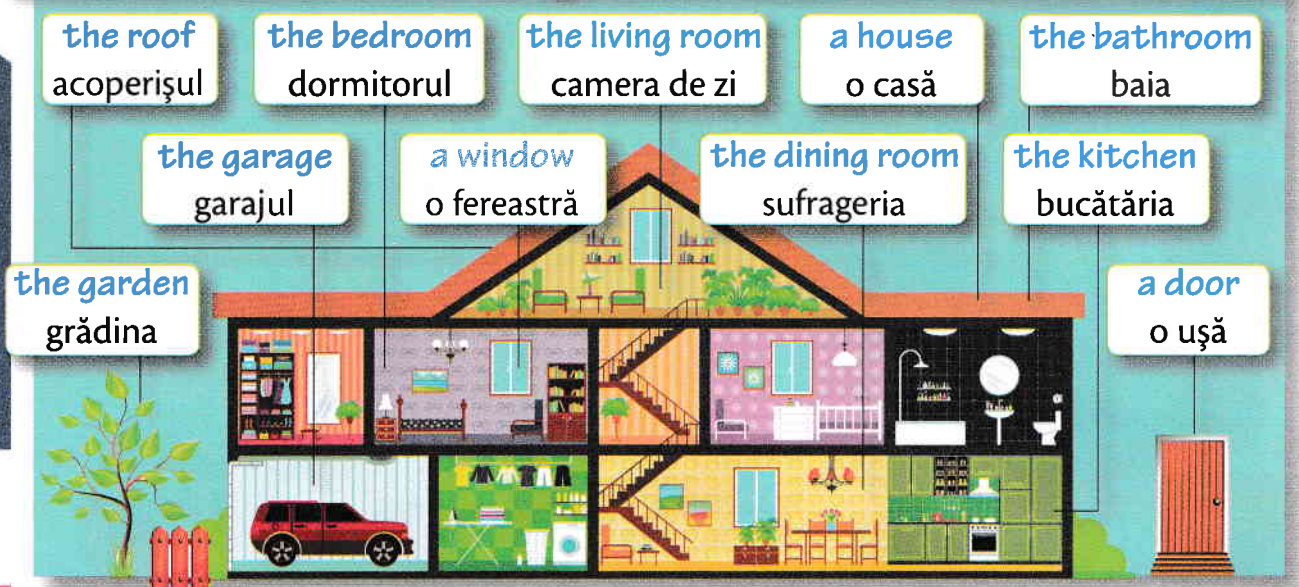 the roof
acoperişul
the bedroom
dormitorul
the living room
camera de zi
a house
o casă
the bathroom
baia
the garage
garajul
a window
o fereastră
the dining room
sufrageria
the kitchen
bucătăria
the garden
grădina
a door
o uşă